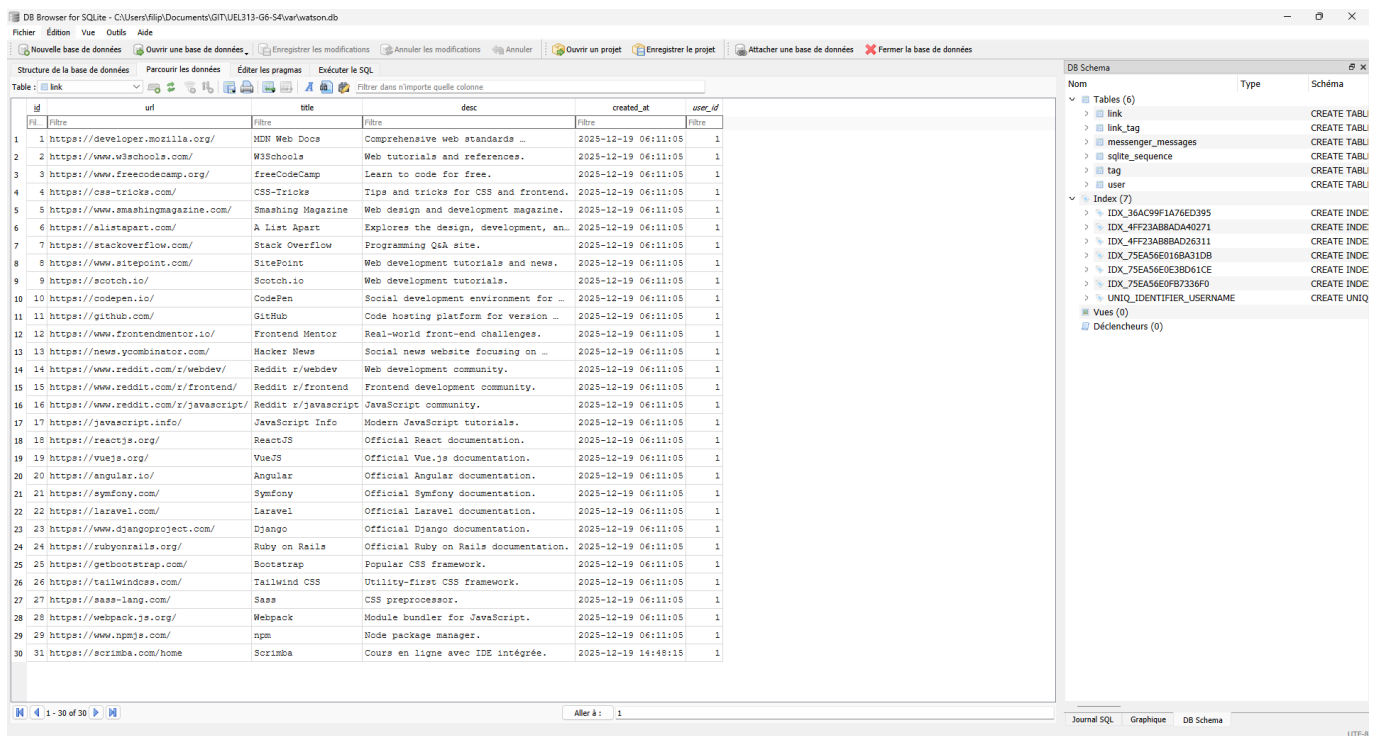 DB Browser for SQLite - C:\Users\filip\Documents\GIT\UEL313-G6-S4\var\watson.db
Fichier Édition Vue Outils Aide
Nouvelle base de données Ouvrir une base de données Enregistrer les modifications Annuler les modifications Annuler Ouvrir un projet Enregistrer le projet Attacher une base de données Fermer la base de données
Structure de la base de données Parcourir les données Éditer les pragmas Exécuter le SQL
Table : link Filtrer dans n'importe quelle colonne
id url title desc created_at user_id
Fil... Filtre Filtre Filtre Filtre Filtre
1 1 https://developer.mozilla.org/ MDN Web Docs Comprehensive web standards … 2025-12-19 06:11:05 1
2 2 https://www.w3schools.com/ W3Schools Web tutorials and references. 2025-12-19 06:11:05 1
3 3 https://www.freecodecamp.org/ freeCodeCamp Learn to code for free. 2025-12-19 06:11:05 1
4 4 https://css-tricks.com/ CSS-Tricks Tips and tricks for CSS and frontend. 2025-12-19 06:11:05 1
5 5 https://www.smashingmagazine.com/ Smashing Magazine Web design and development magazine. 2025-12-19 06:11:05 1
6 6 https://alistapart.com/ A List Apart Explores the design, development, an… 2025-12-19 06:11:05 1
7 7 https://stackoverflow.com/ Stack Overflow Programming Q&A site. 2025-12-19 06:11:05 1
8 8 https://www.sitepoint.com/ SitePoint Web development tutorials and news. 2025-12-19 06:11:05 1
9 9 https://scotch.io/ Scotch.io Web development tutorials. 2025-12-19 06:11:05 1
10 10 https://codepen.io/ CodePen Social development environment for … 2025-12-19 06:11:05 1
11 11 https://github.com/ GitHub Code hosting platform for version … 2025-12-19 06:11:05 1
12 12 https://www.frontendmentor.io/ Frontend Mentor Real-world front-end challenges. 2025-12-19 06:11:05 1
13 13 https://news.ycombinator.com/ Hacker News Social news website focusing on … 2025-12-19 06:11:05 1
14 14 https://www.reddit.com/r/webdev/ Reddit r/webdev Web development community. 2025-12-19 06:11:05 1
15 15 https://www.reddit.com/r/frontend/ Reddit r/frontend Frontend development community. 2025-12-19 06:11:05 1
16 16 https://www.reddit.com/r/javascript/ Reddit r/javascript JavaScript community. 2025-12-19 06:11:05 1
17 17 https://javascript.info/ JavaScript Info Modern JavaScript tutorials. 2025-12-19 06:11:05 1
18 18 https://reactjs.org/ ReactJS Official React documentation. 2025-12-19 06:11:05 1
19 19 https://vuejs.org/ VueJS Official Vue.js documentation. 2025-12-19 06:11:05 1
20 20 https://angular.io/ Angular Official Angular documentation. 2025-12-19 06:11:05 1
21 21 https://symfony.com/ Symfony Official Symfony documentation. 2025-12-19 06:11:05 1
22 22 https://laravel.com/ Laravel Official Laravel documentation. 2025-12-19 06:11:05 1
23 23 https://www.djangoproject.com/ Django Official Django documentation. 2025-12-19 06:11:05 1
24 24 https://rubyonrails.org/ Ruby on Rails Official Ruby on Rails documentation. 2025-12-19 06:11:05 1
25 25 https://getbootstrap.com/ Bootstrap Popular CSS framework. 2025-12-19 06:11:05 1
26 26 https://tailwindcss.com/ Tailwind CSS Utility-first CSS framework. 2025-12-19 06:11:05 1
27 27 https://sass-lang.com/ Sass CSS preprocessor. 2025-12-19 06:11:05 1
28 28 https://webpack.js.org/ Webpack Module bundler for JavaScript. 2025-12-19 06:11:05 1
29 29 https://www.npmjs.com/ npm Node package manager. 2025-12-19 06:11:05 1
30 31 https://scrimba.com/home Scrimba Cours en ligne avec IDE intégrée. 2025-12-19 14:48:15 1
1 - 30 of 30 Aller à : 1
DB Schema
Nom Type Schéma
Tables (6)
link CREATE TABL
link_tag CREATE TABL
messenger_messages CREATE TABL
sqlite_sequence CREATE TABL
tag CREATE TABL
user CREATE TABL
Index (7)
IDX_36AC99F1A76ED395 CREATE INDE
IDX_4FF23AB8ADA40271 CREATE INDE
IDX_4FF23AB8BAD26311 CREATE INDE
IDX_75EA56E016BA31DB CREATE INDE
IDX_75EA56E0E3BD61CE CREATE INDE
IDX_75EA56E0FB7336F0 CREATE INDE
UNIQ_IDENTIFIER_USERNAME CREATE UNIQ
Vues (0)
Déclencheurs (0)
Journal SQL Graphique DB Schema
UTF-8